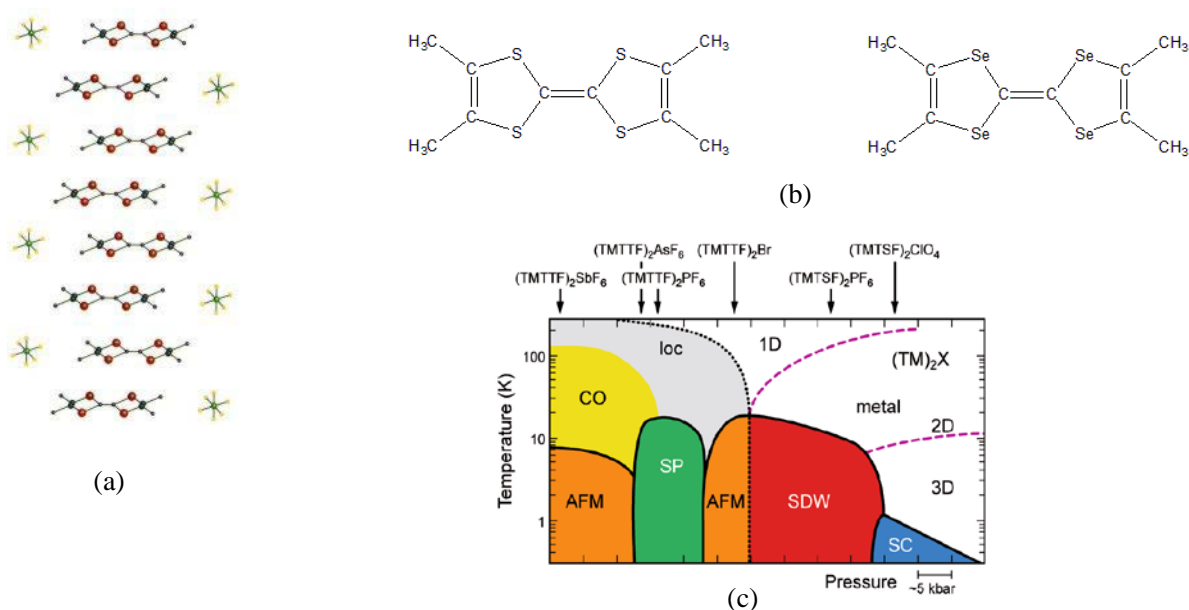 H₃C S S CH₃
C C
C C
C C
H₃C S S CH₃
H₃C Se Se CH₃
C C
C C
C C
H₃C Se Se CH₃
(b)
(a)
(TMTTF)₂AsF₆ (TMTTF)₂Br (TMTSF)₂ClO₄
(TMTTF)₂SbF₆ (TMTTF)₂PF₆ (TMTSF)₂PF₆
Temperature (K)
100
10
1
loc
1D
(TM)₂X
CO
metal
2D
SP
3D
AFM
AFM
SDW
SC
Pressure
~5 kbar
(c)